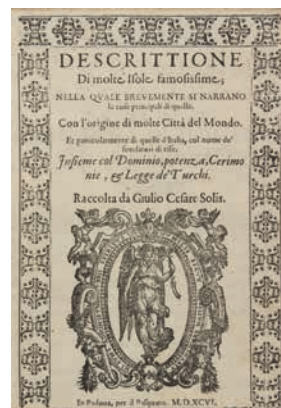 DESCRITTIONE
Di molte Isole famosissime;
NELLA QVALE BREVEMENTE SI NARRANO
le cose principali di quelle.
Con l'origine di molte Città del Mondo.
Et particolarmente di quelle d'Italia, col nome de'
fondatori di esse.
Insieme col Dominio, potenza, Cerimo
nie, & Legge de' Turchi.
Raccolta da Giulio Cesare Solis.
In Padoua, per il Pasquato. M. D. XCVI.